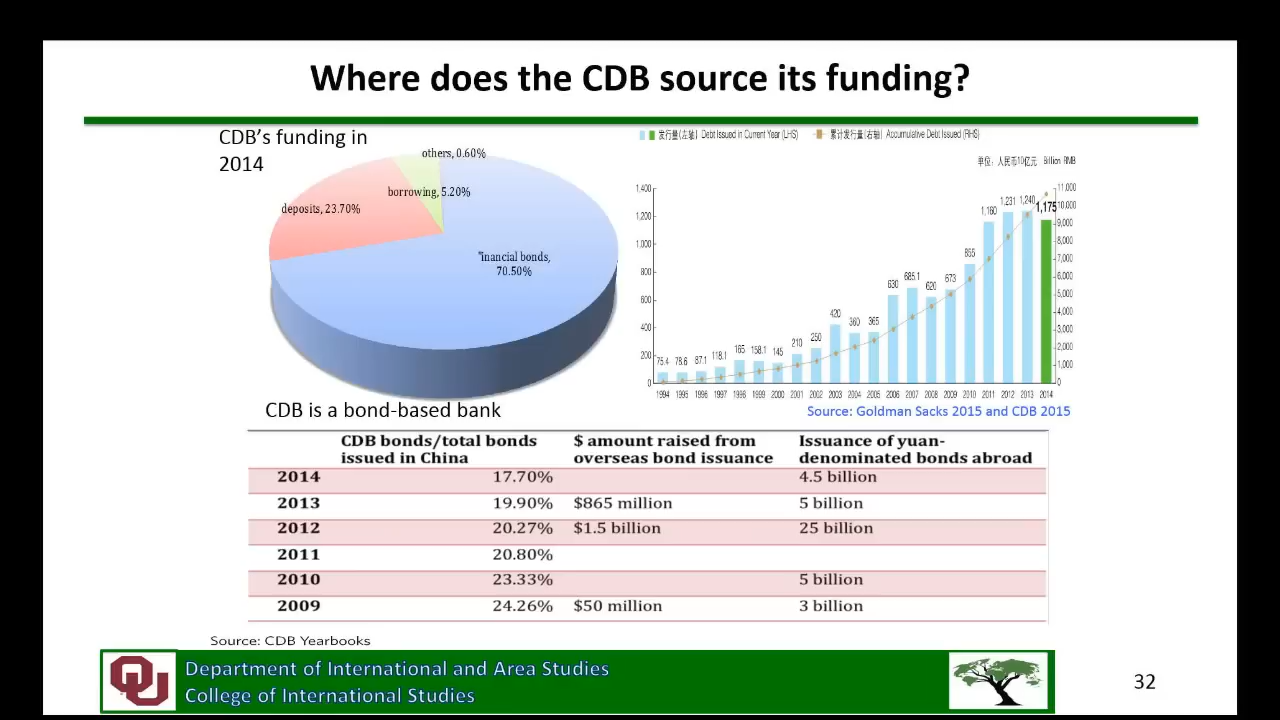 Where does the CDB source its funding?
CDB's funding in
2014
others, 0.60%
borrowing, 5.20%
deposits, 23.70%
"inancial bonds,
70.50%
CDB is a bond-based bank
发行量(左轴) Debt Issued in Current Year (LHS) 累计发行量(右轴) Accumulative Debt Issued (RHS)
单位: 人民币10亿元 Billion RMB
1,400
1,200
1,000
800
600
400
200
0
75.4 78.6 87.1 118.1 165 158.1 145 210 250 420 360 365 630 685.1 620 673 855 1,160 1,231 1,240 1,175
11,000
10,000
9,000
8,000
7,000
6,000
5,000
4,000
3,000
2,000
1,000
0
1994 1995 1996 1997 1998 1999 2000 2001 2002 2003 2004 2005 2006 2007 2008 2009 2010 2011 2012 2013 2014
Source: Goldman Sacks 2015 and CDB 2015
CDB bonds/total bonds issued in China $ amount raised from overseas bond issuance Issuance of yuan-denominated bonds abroad
2014 17.70% 4.5 billion
2013 19.90% $865 million 5 billion
2012 20.27% $1.5 billion 25 billion
2011 20.80%
2010 23.33% 5 billion
2009 24.26% $50 million 3 billion
Source: CDB Yearbooks
OU
Department of International and Area Studies
College of International Studies
32